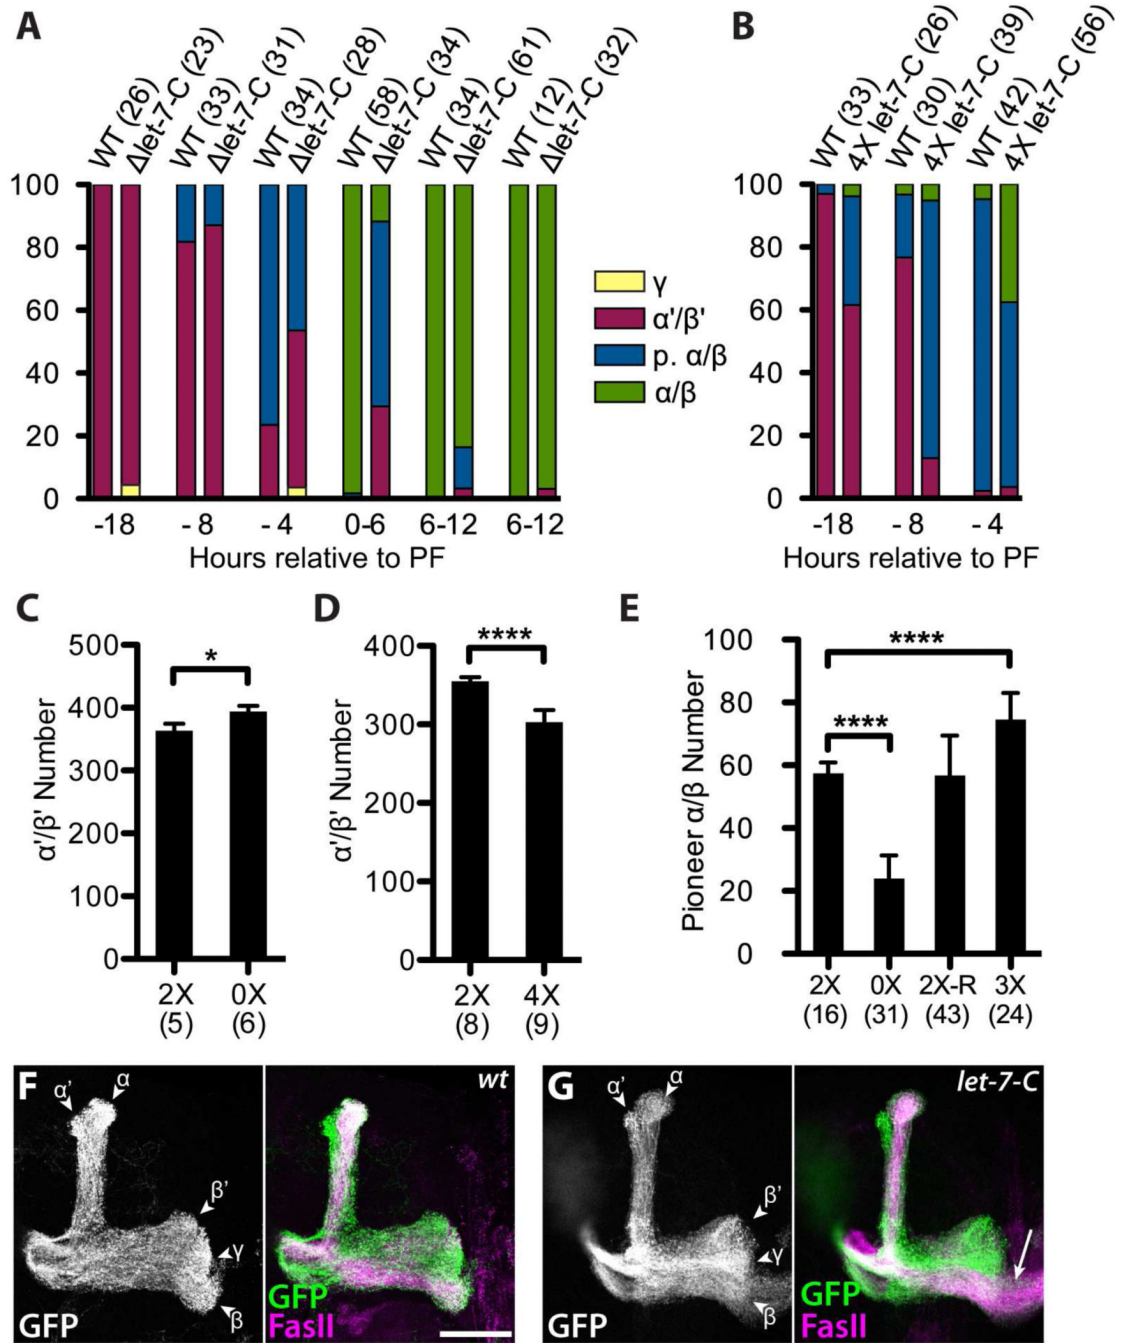 A
WT (26)
Δlet-7-C (23)
WT (33)
Δlet-7-C (31)
WT (34)
Δlet-7-C (28)
WT (58)
Δlet-7-C (34)
WT (34)
Δlet-7-C (61)
WT (12)
Δlet-7-C (32)
100
80
60
40
20
0
-18
- 8
- 4
0-6
6-12
6-12
Hours relative to PF
γ
α'/β'
p. α/β
α/β
B
WT (33)
4X let-7-C (26)
WT (30)
4X let-7-C (39)
WT (42)
4X let-7-C (56)
100
80
60
40
20
0
-18
- 8
- 4
Hours relative to PF
C
α'/β' Number
500
400
300
200
100
0
*
2X
(5)
0X
(6)
D
α'/β' Number
400
300
200
100
0
****
2X
(8)
4X
(9)
E
Pioneer α/β Number
100
80
60
40
20
0
****
****
2X
(16)
0X
(31)
2X-R
(43)
3X
(24)
F
α'
α
β'
γ
β
GFP
wt
GFP
FasII
G
α'
α
β'
γ
β
GFP
let-7-C
GFP
FasII